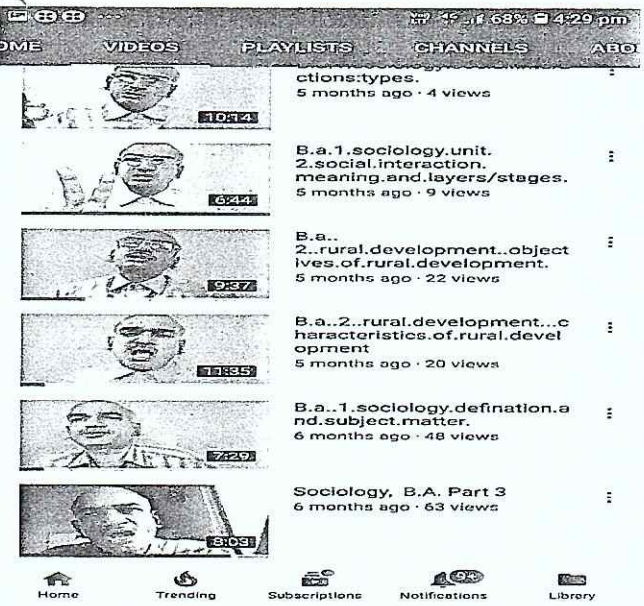 68% 4:29 pm
OME VIDEOS PLAYLISTS CHANNELS ABO
ctions:types.
5 months ago · 4 views
10:14
B.a.1.sociology.unit.
2.social.interaction.
meaning.and.layers/stages.
5 months ago · 9 views
6:44
B.a..
2..rural.development..object
ives.of.rural.development.
5 months ago · 22 views
9:37
B.a..2..rural.development...c
haracteristics.of.rural.devel
opment
5 months ago · 20 views
11:35
B.a..1.sociology.defination.a
nd.subject.matter.
6 months ago · 48 views
7:29
Sociology, B.A. Part 3
6 months ago · 63 views
8:03
9+
Home Trending Subscriptions Notifications Library